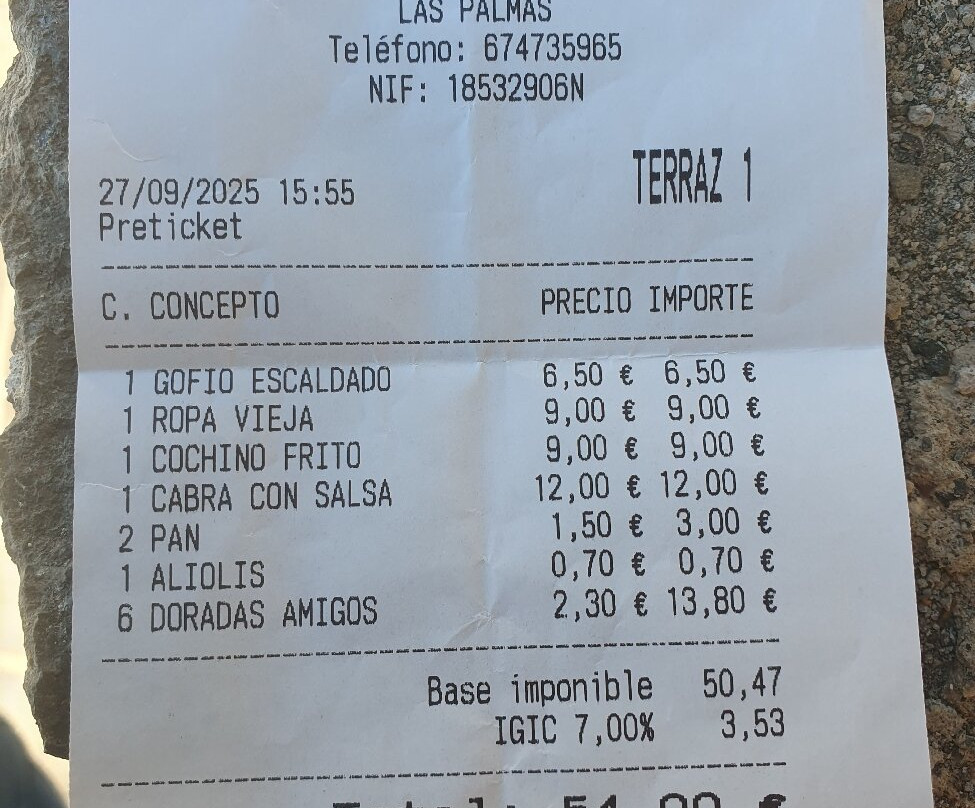 LAS PALMAS
Teléfono: 674735965
NIF: 18532906N
TERRAZ 1
27/09/2025 15:55
Preticket
C. CONCEPTO PRECIO IMPORTE
1 GOFIO ESCALDADO 6,50 € 6,50 €
1 ROPA VIEJA 9,00 € 9,00 €
1 COCHINO FRITO 9,00 € 9,00 €
1 CABRA CON SALSA 12,00 € 12,00 €
2 PAN 1,50 € 3,00 €
1 ALIOLIS 0,70 € 0,70 €
6 DORADAS AMIGOS 2,30 € 13,80 €
Base imponible 50,47
IGIC 7,00% 3,53
Total: 54,00 €